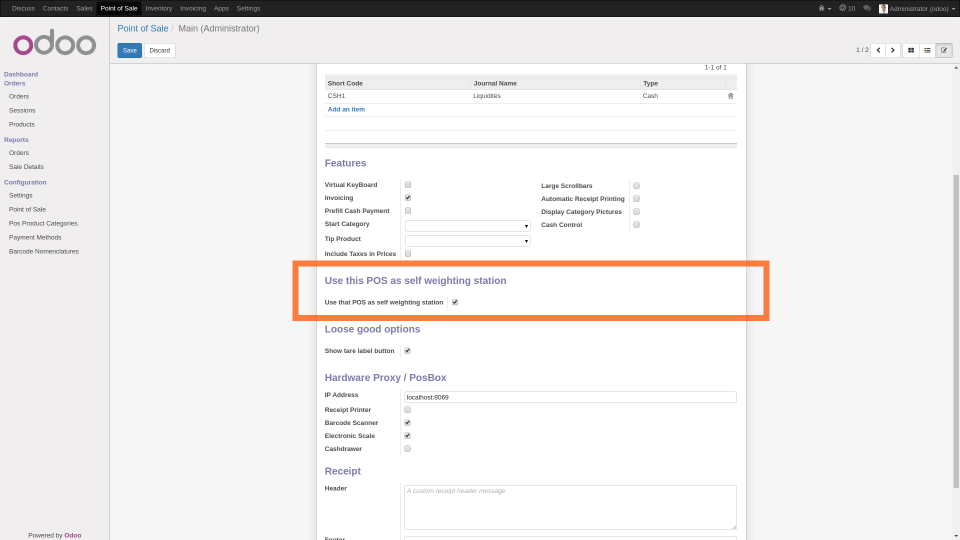 Discuss Contacts Sales Point of Sale Inventory Invoicing Apps Settings @ 10 Administrator (odoo)
odoo
Point of Sale / Main (Administrator)
Save Discard 1 / 2
Dashboard
Orders
Orders
Sessions
Products
Reports
Orders
Sale Details
Configuration
Settings
Point of Sale
Pos Product Categories
Payment Methods
Barcode Nomenclatures
Powered by Odoo
1-1 of 1
Short Code Journal Name Type
CSH1 Liquidités Cash
Add an item
Features
Virtual KeyBoard
Invoicing
Prefill Cash Payment
Start Category
Tip Product
Include Taxes in Prices
Large Scrollbars
Automatic Receipt Printing
Display Category Pictures
Cash Control
Use this POS as self weighting station
Use that POS as self weighting station
Loose good options
Show tare label button
Hardware Proxy / PosBox
IP Address localhost:8069
Receipt Printer
Barcode Scanner
Electronic Scale
Cashdrawer
Receipt
Header A custom receipt header message
Footer